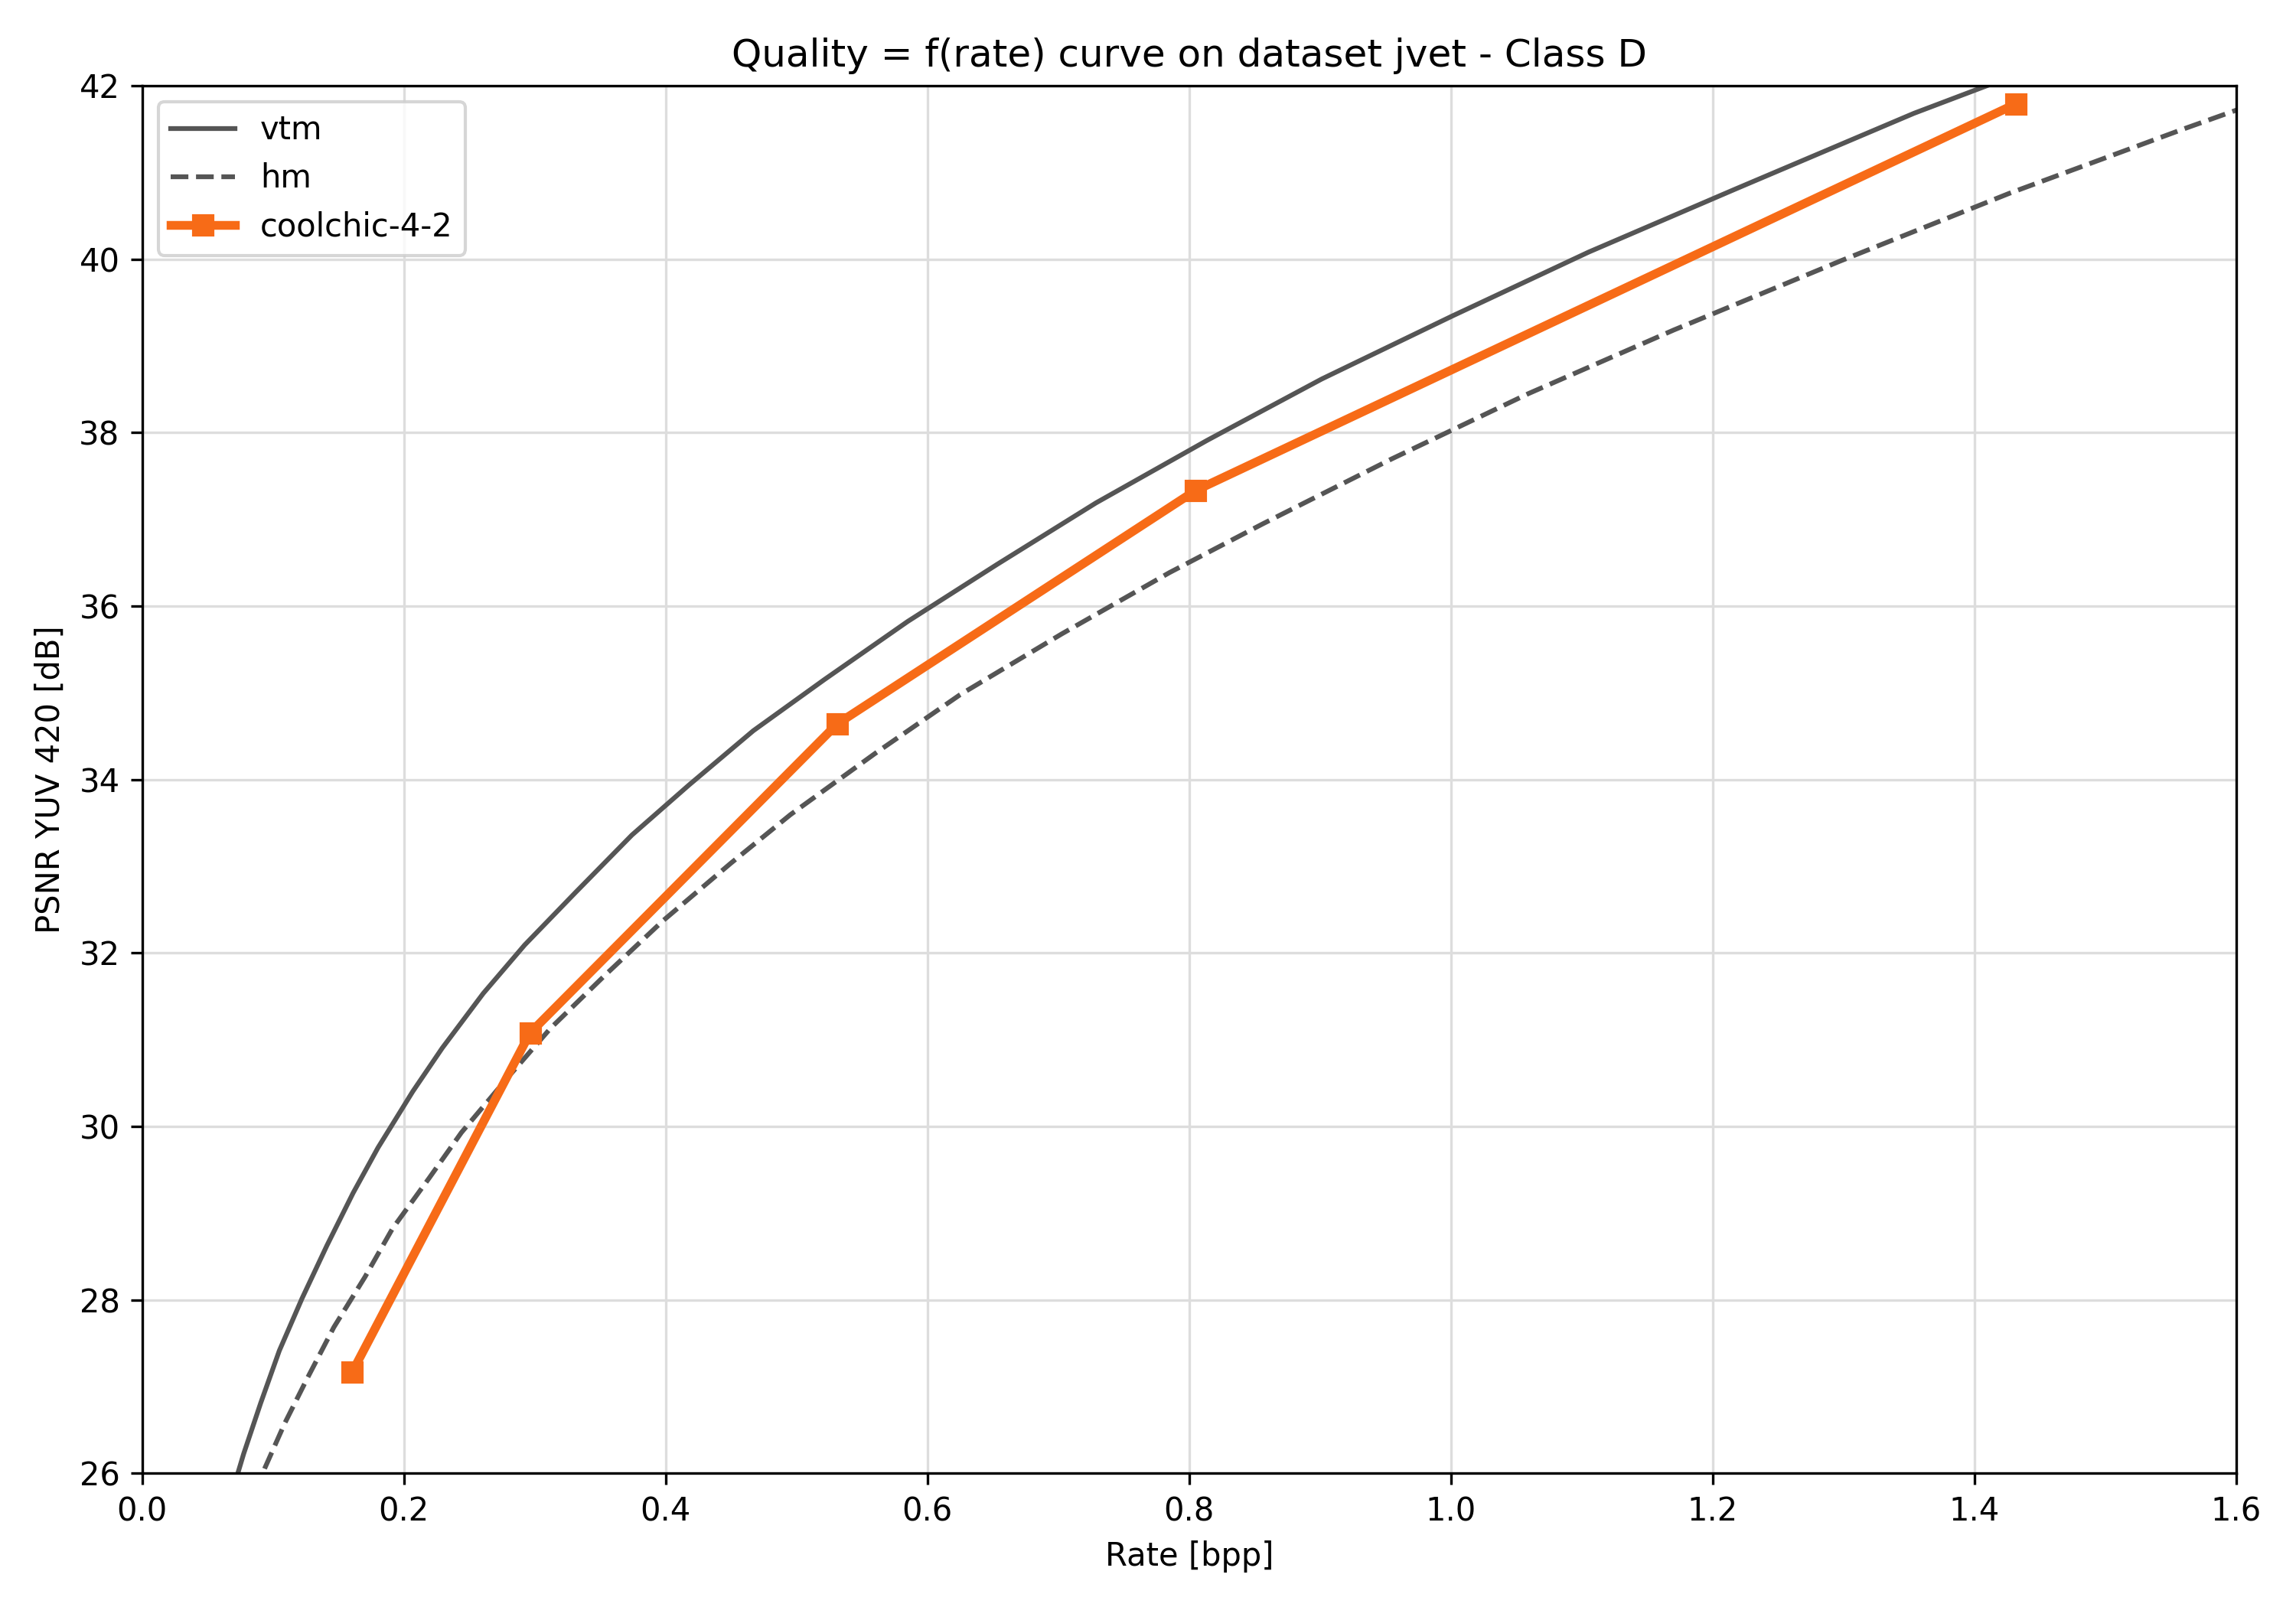 Quality = f(rate) curve on dataset jvet - Class D
vtm
hm
coolchic-4-2
PSNR YUV 420 [dB]
42
40
38
36
34
32
30
28
26
0.0 0.2 0.4 0.6 0.8 1.0 1.2 1.4 1.6
Rate [bpp]